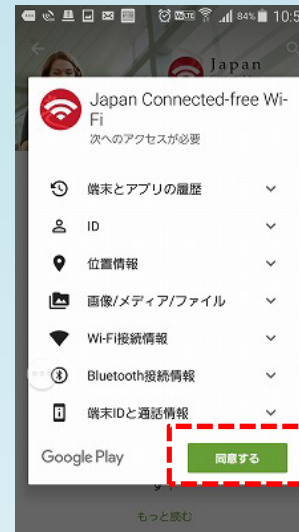 84% 10:5
Japan
Japan Connected-free Wi-
Fi
次へのアクセスが必要
端末とアプリの履歴
ID
位置情報
画像/メディア/ファイル
Wi-Fi接続情報
Bluetooth接続情報
端末IDと通話情報
Google Play
同意する
もっと読む